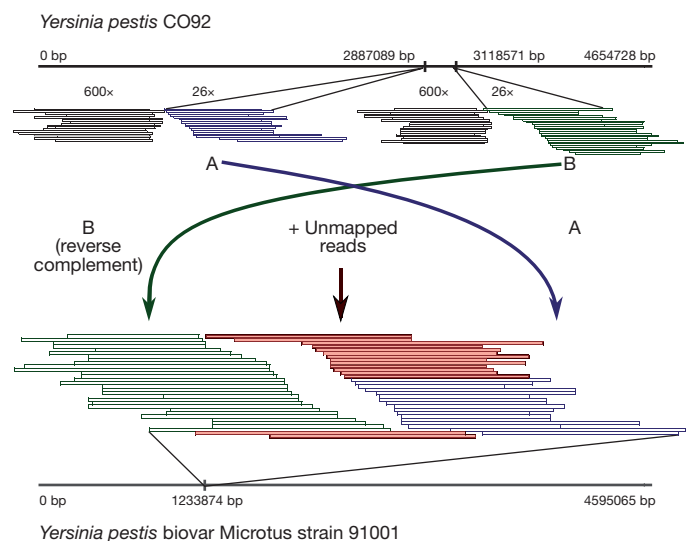 Yersinia pestis CO92
0 bp 2887089 bp 3118571 bp 4654728 bp
600× 26× 600× 26×
A B
B
(reverse
complement)
+ Unmapped
reads
A
0 bp 1233874 bp 4595065 bp
Yersinia pestis biovar Microtus strain 91001